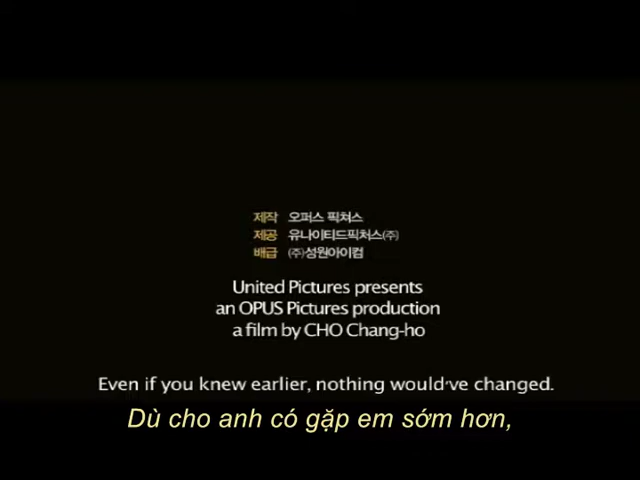 제작 오퍼스 픽쳐스
제공 유나이티드픽처스㈜
배급 ㈜성원아이컴
United Pictures presents
an OPUS Pictures production
a film by CHO Chang-ho
Even if you knew earlier, nothing would've changed.
Dù cho anh có gặp em sớm hơn,